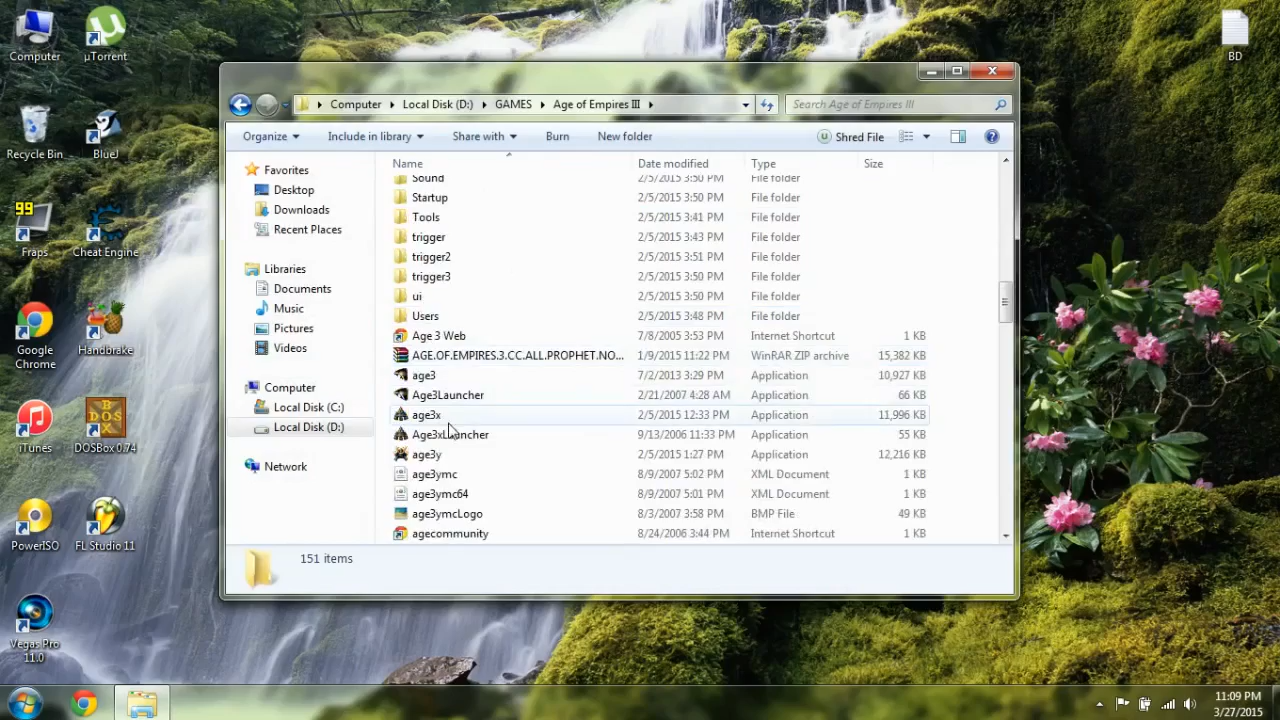 Computer
µTorrent
BD
Recycle Bin
BlueJ
99
Fraps
Cheat Engine
Google Chrome
Handbrake
iTunes
DOSBox 0.74
PowerISO
FL Studio 11
Vegas Pro 11.0
Computer Local Disk (D:) GAMES Age of Empires III
Search Age of Empires III
Organize Include in library Share with Burn New folder Shred File
Favorites
Desktop
Downloads
Recent Places
Libraries
Documents
Music
Pictures
Videos
Computer
Local Disk (C:)
Local Disk (D:)
Network
Name Date modified Type Size
Sound 2/5/2015 3:50 PM File folder
Startup 2/5/2015 3:50 PM File folder
Tools 2/5/2015 3:41 PM File folder
trigger 2/5/2015 3:43 PM File folder
trigger2 2/5/2015 3:51 PM File folder
trigger3 2/5/2015 3:50 PM File folder
ui 2/5/2015 3:50 PM File folder
Users 2/5/2015 3:48 PM File folder
Age 3 Web 7/8/2005 3:53 PM Internet Shortcut 1 KB
AGE.OF.EMPIRES.3.CC.ALL.PROPHET.NO... 1/9/2015 11:22 PM WinRAR ZIP archive 15,382 KB
age3 7/2/2013 3:29 PM Application 10,927 KB
Age3Launcher 2/21/2007 4:28 AM Application 66 KB
age3x 2/5/2015 12:33 PM Application 11,996 KB
Age3xLauncher 9/13/2006 11:33 PM Application 55 KB
age3y 2/5/2015 1:27 PM Application 12,216 KB
age3ymc 8/9/2007 5:02 PM XML Document 1 KB
age3ymc64 8/9/2007 5:01 PM XML Document 1 KB
age3ymcLogo 8/3/2007 3:58 PM BMP File 49 KB
agecommunity 8/24/2006 3:44 PM Internet Shortcut 1 KB
151 items
11:09 PM
3/27/2015